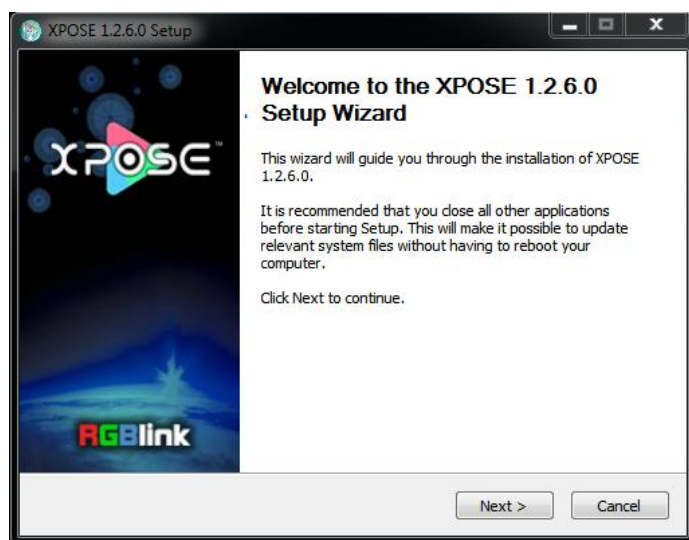 XPOSE 1.2.6.0 Setup
XPOSE™
RGBlink
Welcome to the XPOSE 1.2.6.0
Setup Wizard
This wizard will guide you through the installation of XPOSE
1.2.6.0.
It is recommended that you close all other applications
before starting Setup. This will make it possible to update
relevant system files without having to reboot your
computer.
Click Next to continue.
Next >
Cancel